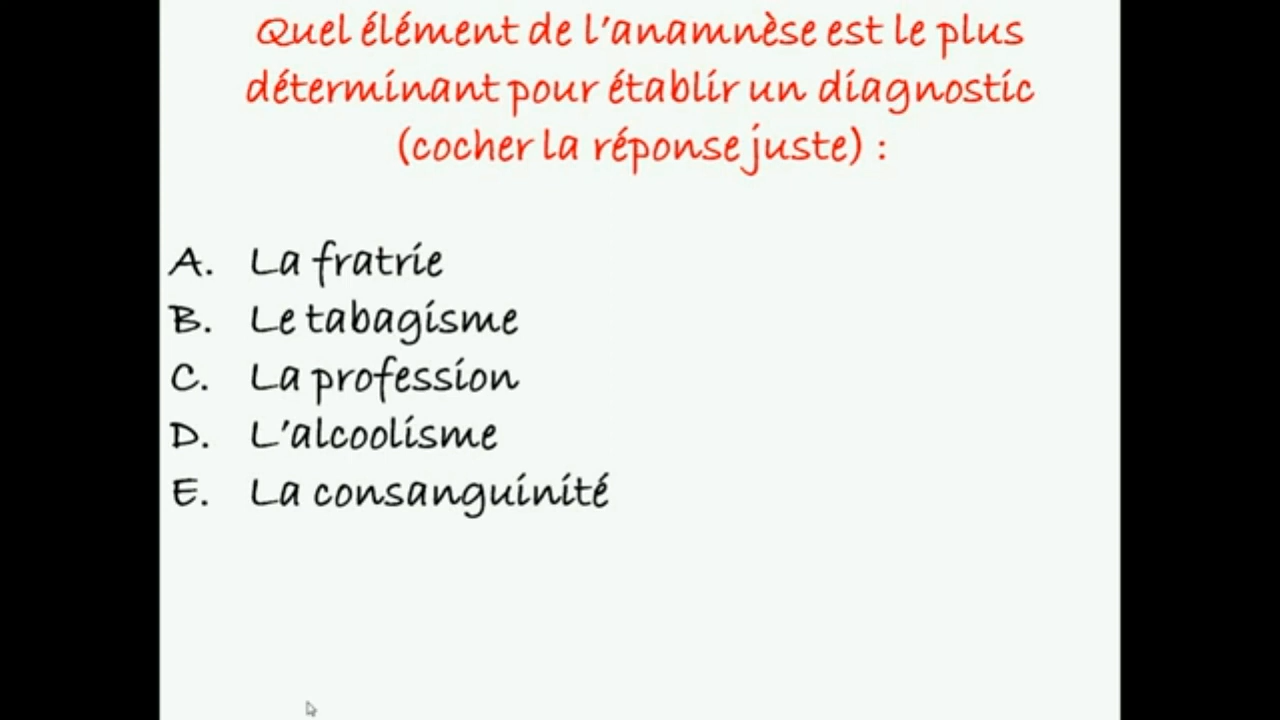 Quel élément de l'anamnèse est le plus
déterminant pour établir un diagnostic
(cocher la réponse juste) :
A. La fratrie
B. Le tabagisme
C. La profession
D. L'alcoolisme
E. La consanguinité